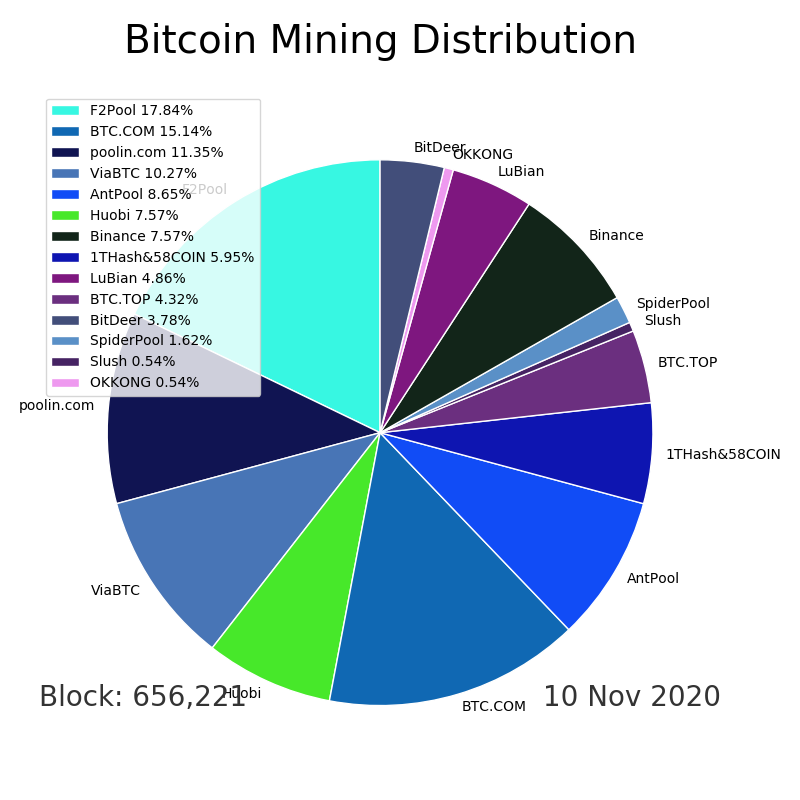 Bitcoin Mining Distribution
F2Pool 17.84%
BTC.COM 15.14%
poolin.com 11.35%
ViaBTC 10.27%
AntPool 8.65%
Huobi 7.57%
Binance 7.57%
1THash&58COIN 5.95%
LuBian 4.86%
BTC.TOP 4.32%
BitDeer 3.78%
SpiderPool 1.62%
Slush 0.54%
OKKONG 0.54%
BitDeer
OKKONG
LuBian
F2Pool
Binance
SpiderPool
Slush
BTC.TOP
poolin.com
1THash&58COIN
AntPool
ViaBTC
Huobi
BTC.COM
Block: 656,221
10 Nov 2020